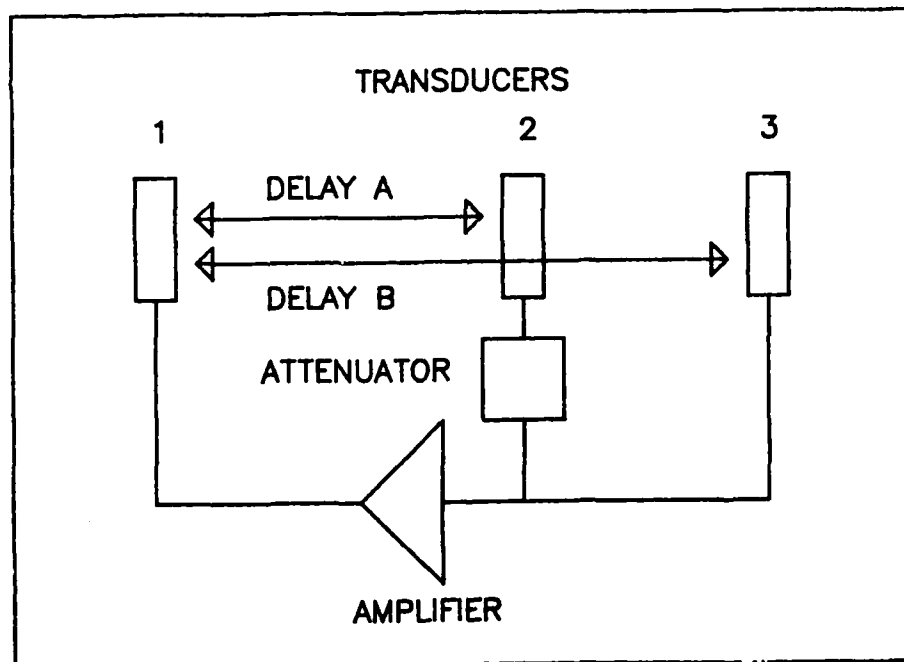 TRANSDUCERS
1 2 3
DELAY A
DELAY B
ATTENUATOR
AMPLIFIER